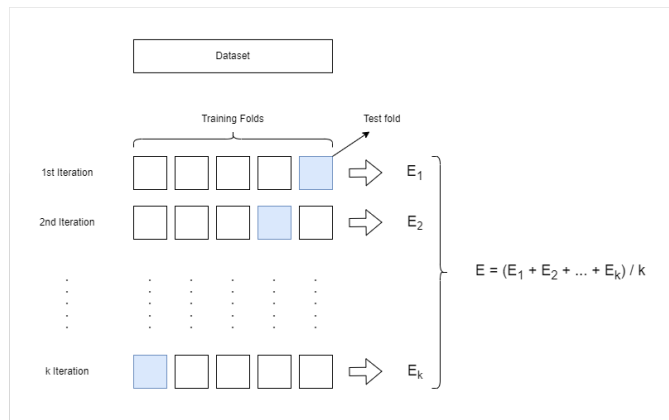 Dataset
Training Folds
Test fold
1st Iteration
E₁
2nd Iteration
E₂
E = (E₁ + E₂ + ... + Eₖ) / k
k Iteration
Eₖ